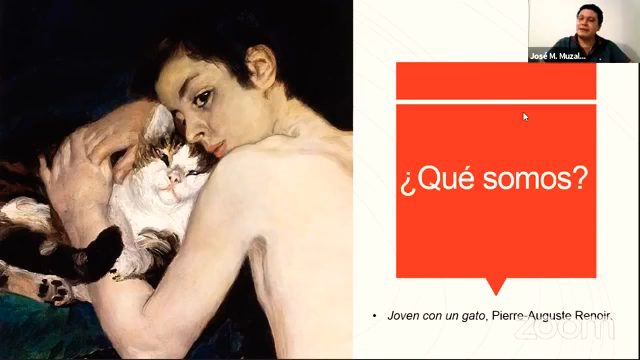 José M. Muzal...
¿Qué somos?
• Joven con un gato, Pierre-Auguste Renoir.
zoom